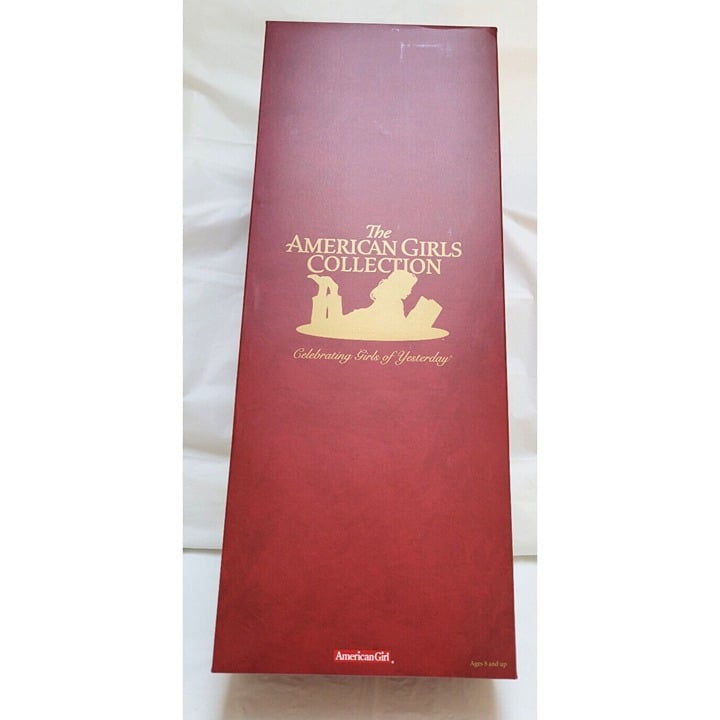 The
AMERICAN GIRLS
COLLECTION
Celebrating Girls of Yesterday®
American Girl®
Ages 8 and up